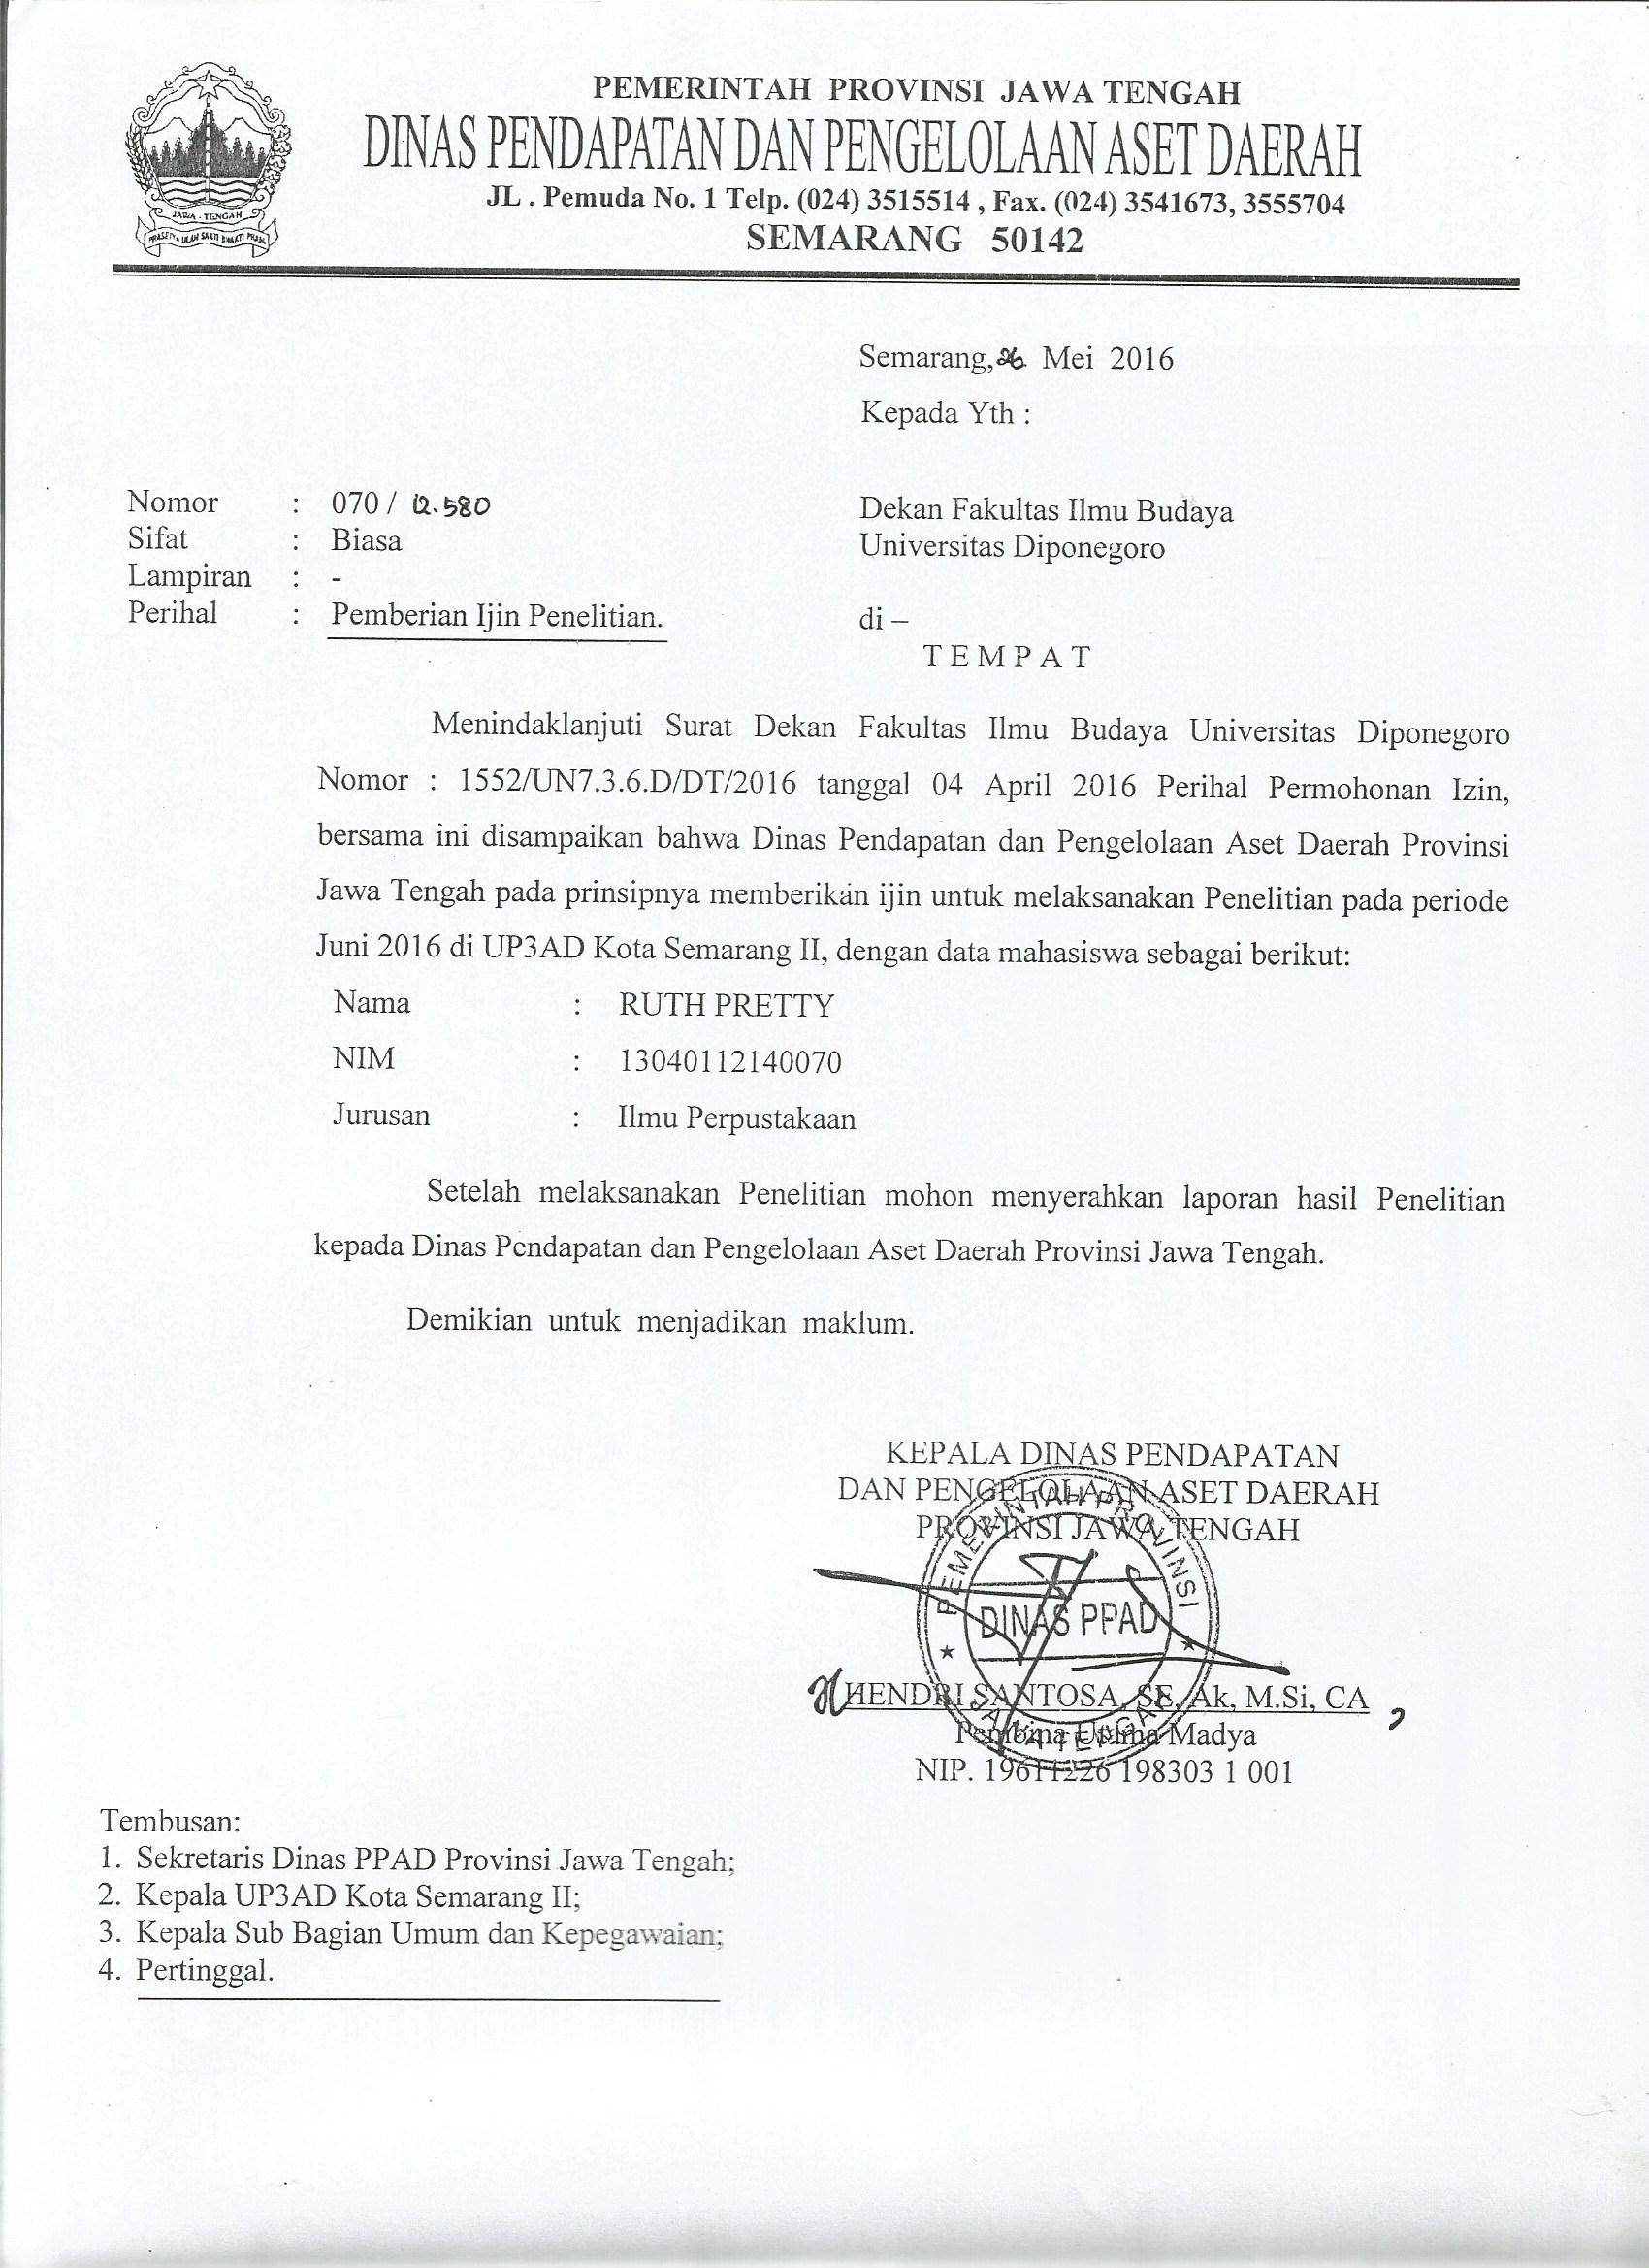 PEMERINTAH PROVINSI JAWA TENGAH
DINAS PENDAPATAN DAN PENGELOLAAN ASET DAERAH
JL . Pemuda No. 1 Telp. (024) 3515514 , Fax. (024) 3541673, 3555704
SEMARANG 50142
JAWA - TENGAH
Semarang, 26 Mei 2016
Kepada Yth :
Nomor : 070 / 12.580
Sifat : Biasa
Lampiran : -
Perihal : Pemberian Ijin Penelitian.
Dekan Fakultas Ilmu Budaya
Universitas Diponegoro
di –
T E M P A T
Menindaklanjuti Surat Dekan Fakultas Ilmu Budaya Universitas Diponegoro
Nomor : 1552/UN7.3.6.D/DT/2016 tanggal 04 April 2016 Perihal Permohonan Izin,
bersama ini disampaikan bahwa Dinas Pendapatan dan Pengelolaan Aset Daerah Provinsi
Jawa Tengah pada prinsipnya memberikan ijin untuk melaksanakan Penelitian pada periode
Juni 2016 di UP3AD Kota Semarang II, dengan data mahasiswa sebagai berikut:
Nama : RUTH PRETTY
NIM : 13040112140070
Jurusan : Ilmu Perpustakaan
Setelah melaksanakan Penelitian mohon menyerahkan laporan hasil Penelitian
kepada Dinas Pendapatan dan Pengelolaan Aset Daerah Provinsi Jawa Tengah.
Demikian untuk menjadikan maklum.
KEPALA DINAS PENDAPATAN
DAN PENGELOLAAN ASET DAERAH
PROVINSI JAWA TENGAH
PEMERINTAH PROVINSI
DINAS PPAD
JAWA TENGAH
HENDRI SANTOSA, SE, Ak, M.Si, CA
Pembina Utama Madya
NIP. 19611226 198303 1 001
Tembusan:
1. Sekretaris Dinas PPAD Provinsi Jawa Tengah;
2. Kepala UP3AD Kota Semarang II;
3. Kepala Sub Bagian Umum dan Kepegawaian;
4. Pertinggal.